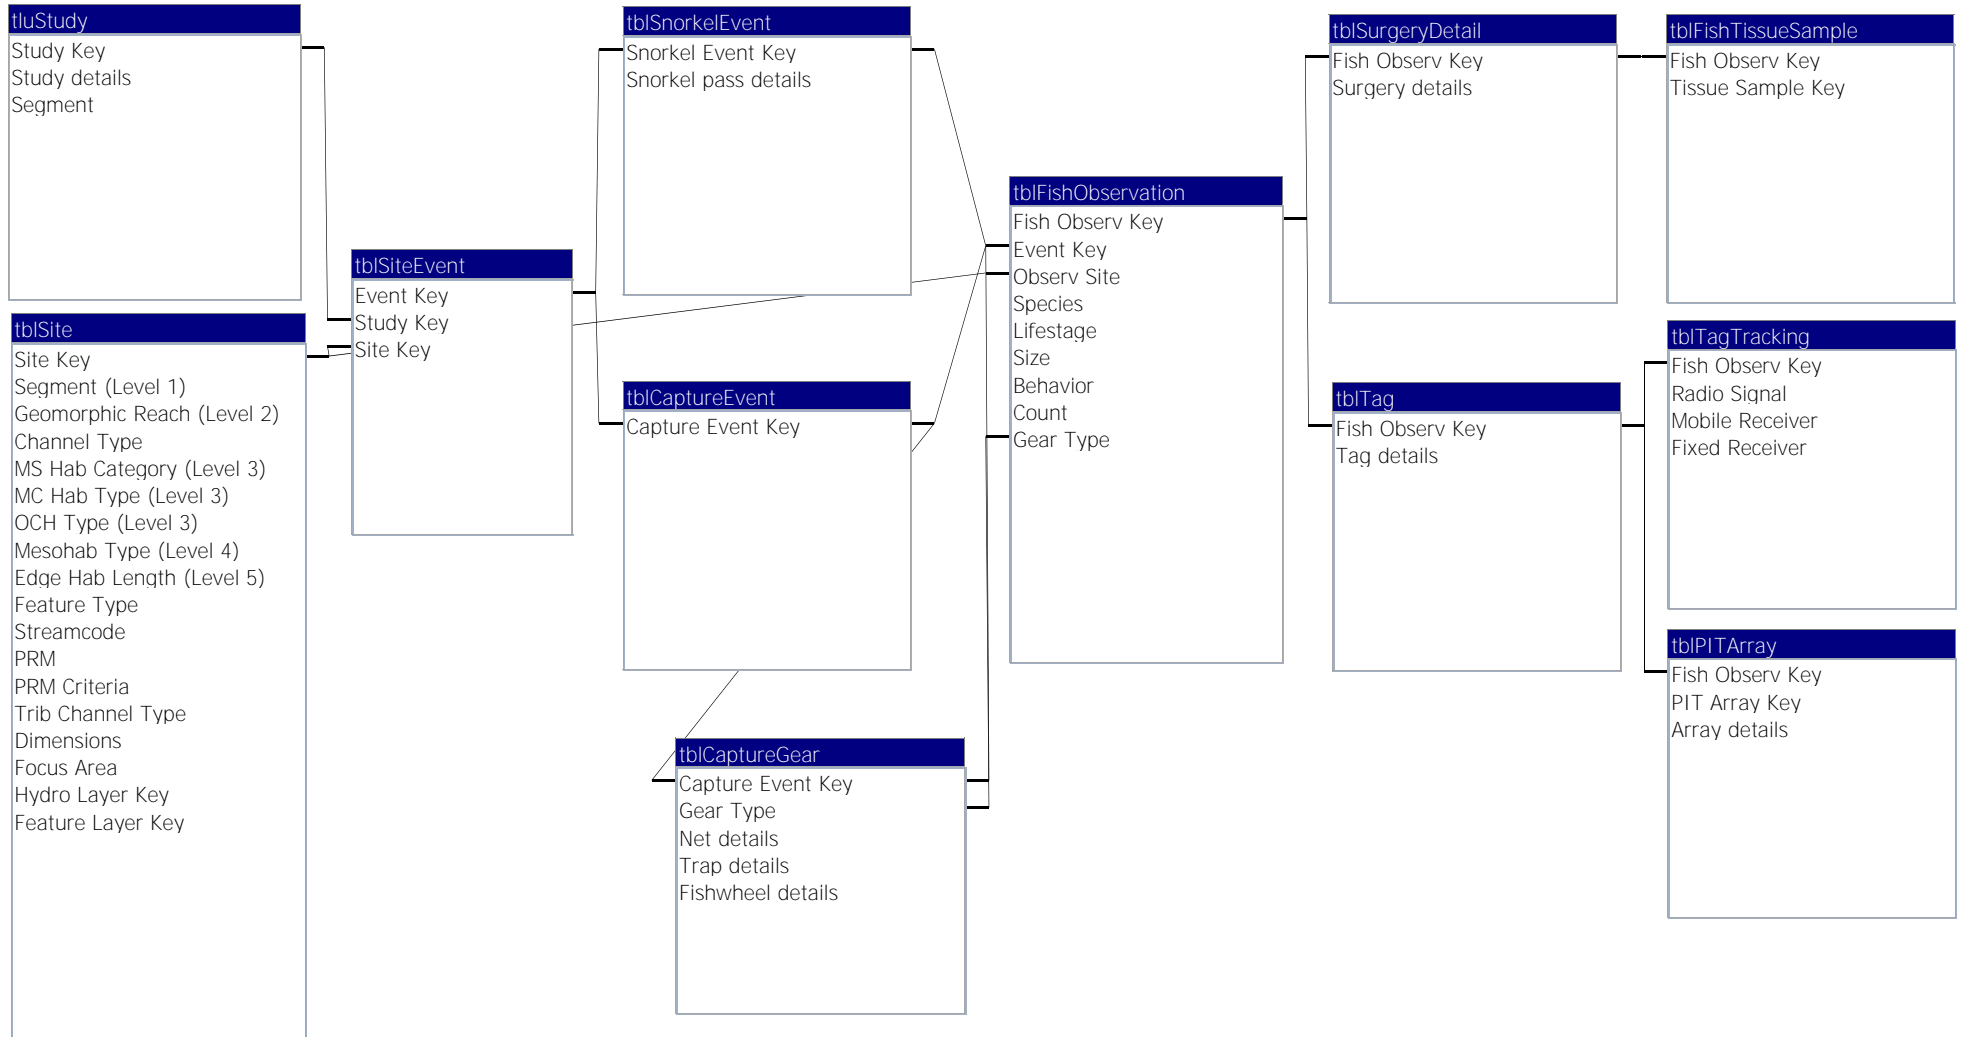 tluStudy
Study Key
Study details
Segment
tblSite
Site Key
Segment (Level 1)
Geomorphic Reach (Level 2)
Channel Type
MS Hab Category (Level 3)
MC Hab Type (Level 3)
OCH Type (Level 3)
Mesohab Type (Level 4)
Edge Hab Length (Level 5)
Feature Type
Streamcode
PRM
PRM Criteria
Trib Channel Type
Dimensions
Focus Area
Hydro Layer Key
Feature Layer Key
tblSiteEvent
Event Key
Study Key
Site Key
tblSnorkelEvent
Snorkel Event Key
Snorkel pass details
tblCaptureEvent
Capture Event Key
tblCaptureGear
Capture Event Key
Gear Type
Net details
Trap details
Fishwheel details
tblFishObservation
Fish Observ Key
Event Key
Observ Site
Species
Lifestage
Size
Behavior
Count
Gear Type
tblSurgeryDetail
Fish Observ Key
Surgery details
tblTag
Fish Observ Key
Tag details
tblFishTissueSample
Fish Observ Key
Tissue Sample Key
tblTagTracking
Fish Observ Key
Radio Signal
Mobile Receiver
Fixed Receiver
tblPITArray
Fish Observ Key
PIT Array Key
Array details